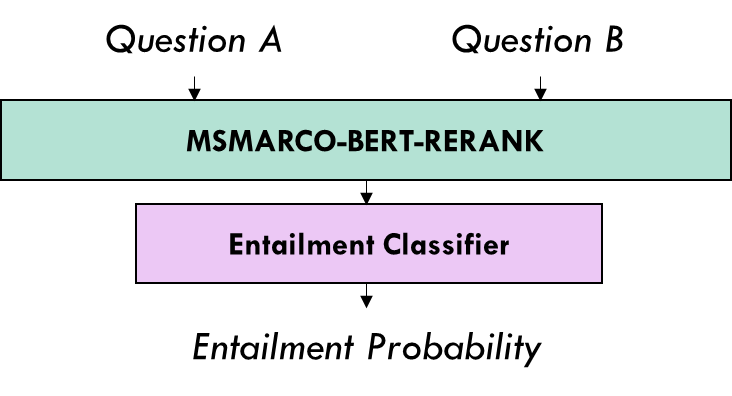 Question A
Question B
MSMARCO-BERT-RERANK
Entailment Classifier
Entailment Probability